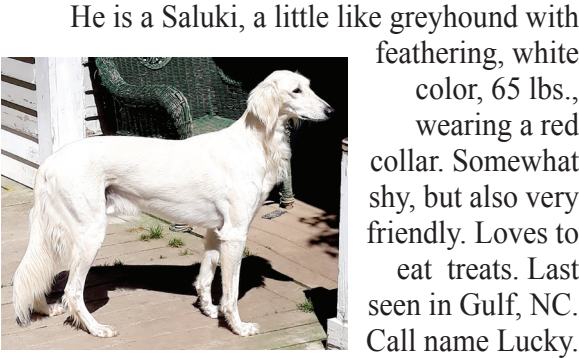 He is a Saluki, a little like greyhound with
feathering, white
color, 65 lbs.,
wearing a red
collar. Somewhat
shy, but also very
friendly. Loves to
eat treats. Last
seen in Gulf, NC.
Call name Lucky.